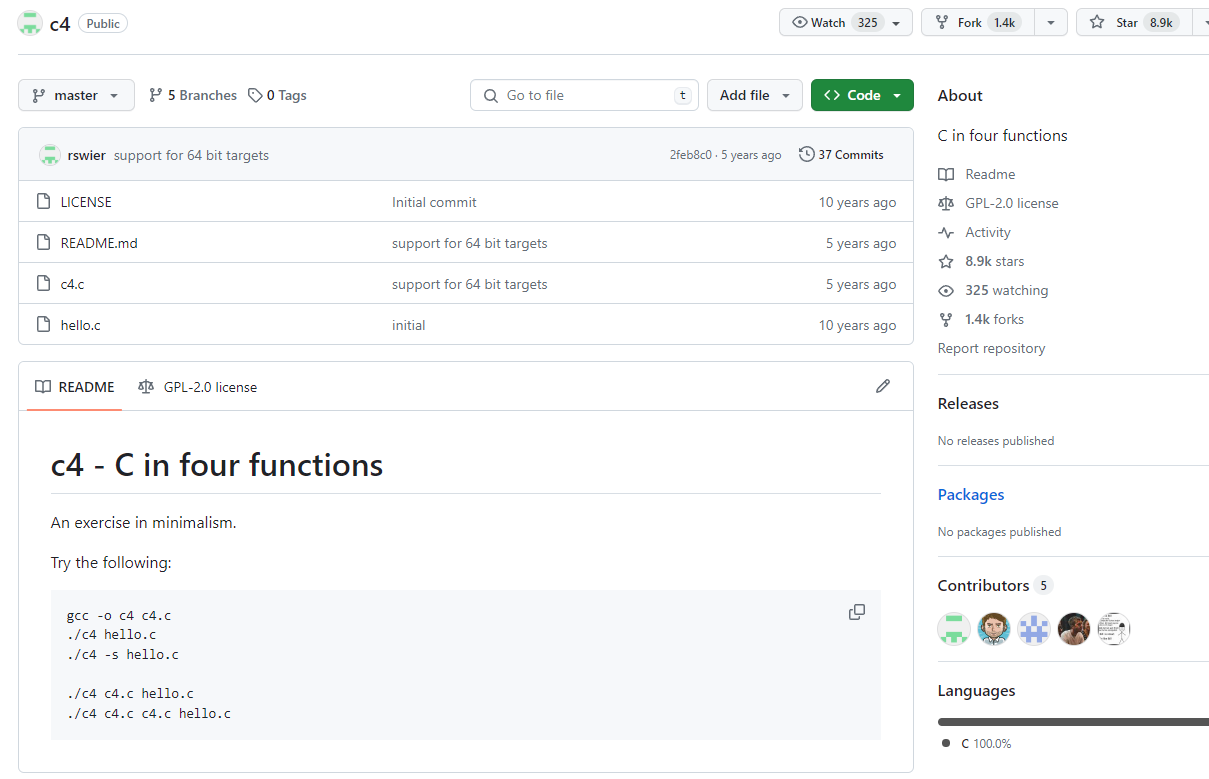 c4 Public Watch 325 Fork 1.4k Star 8.9k
master 5 Branches 0 Tags Go to file t Add file Code
rswier support for 64 bit targets 2feb8c0 · 5 years ago 37 Commits
LICENSE Initial commit 10 years ago
README.md support for 64 bit targets 5 years ago
c4.c support for 64 bit targets 5 years ago
hello.c initial 10 years ago
README GPL-2.0 license
c4 - C in four functions
An exercise in minimalism.
Try the following:
gcc -o c4 c4.c
./c4 hello.c
./c4 -s hello.c
./c4 c4.c hello.c
./c4 c4.c c4.c hello.c
About
C in four functions
Readme
GPL-2.0 license
Activity
8.9k stars
325 watching
1.4k forks
Report repository
Releases
No releases published
Packages
No packages published
Contributors 5
Languages
C 100.0%